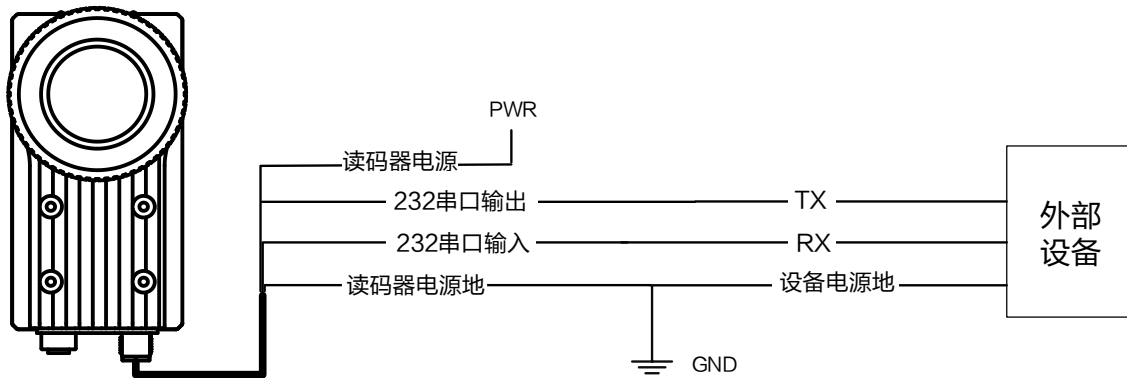 PWR
读码器电源
232串口输出 TX
232串口输入 RX
读码器电源地 设备电源地
外部
设备
GND